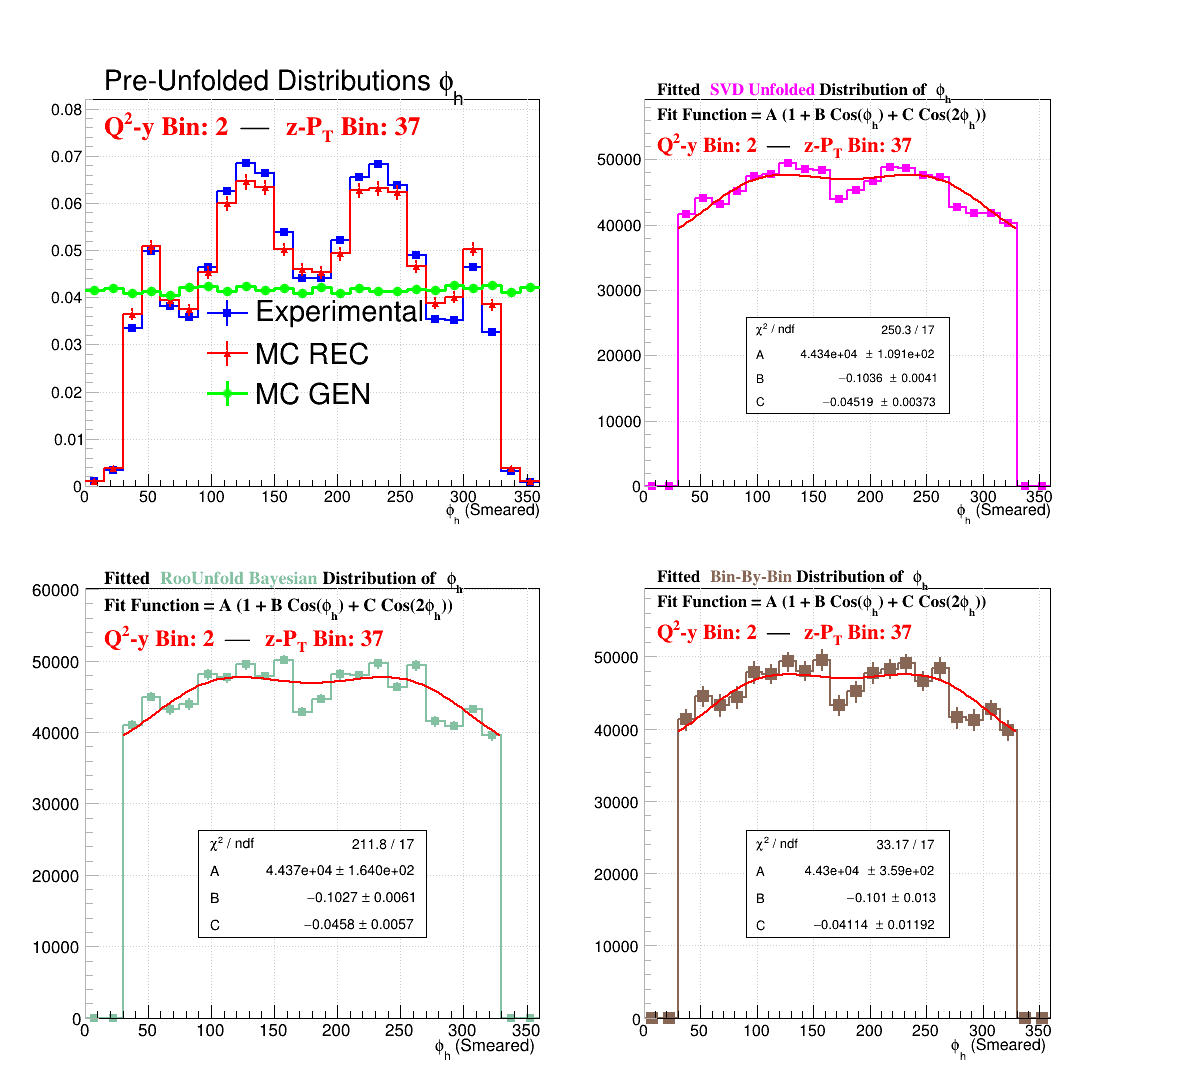 Pre-Unfolded Distributions ϕh
Q²-y Bin: 2 — z-PT Bin: 37
0.08
0.07
0.06
0.05
0.04
0.03
0.02
0.01
0
Experimental
MC REC
MC GEN
0 50 100 150 200 250 300 350
ϕh (Smeared)
Fitted SVD Unfolded Distribution of ϕh
Fit Function = A (1 + B Cos(ϕh) + C Cos(2ϕh))
Q²-y Bin: 2 — z-PT Bin: 37
50000
40000
30000
20000
10000
0
χ² / ndf 250.3 / 17
A 4.434e+04 ± 1.091e+02
B −0.1036 ± 0.0041
C −0.04519 ± 0.00373
0 50 100 150 200 250 300 350
ϕh (Smeared)
Fitted RooUnfold Bayesian Distribution of ϕh
Fit Function = A (1 + B Cos(ϕh) + C Cos(2ϕh))
Q²-y Bin: 2 — z-PT Bin: 37
60000
50000
40000
30000
20000
10000
0
χ² / ndf 211.8 / 17
A 4.437e+04 ± 1.640e+02
B −0.1027 ± 0.0061
C −0.0458 ± 0.0057
0 50 100 150 200 250 300 350
ϕh (Smeared)
Fitted Bin-By-Bin Distribution of ϕh
Fit Function = A (1 + B Cos(ϕh) + C Cos(2ϕh))
Q²-y Bin: 2 — z-PT Bin: 37
50000
40000
30000
20000
10000
0
χ² / ndf 33.17 / 17
A 4.43e+04 ± 3.59e+02
B −0.101 ± 0.013
C −0.04114 ± 0.01192
0 50 100 150 200 250 300 350
ϕh (Smeared)